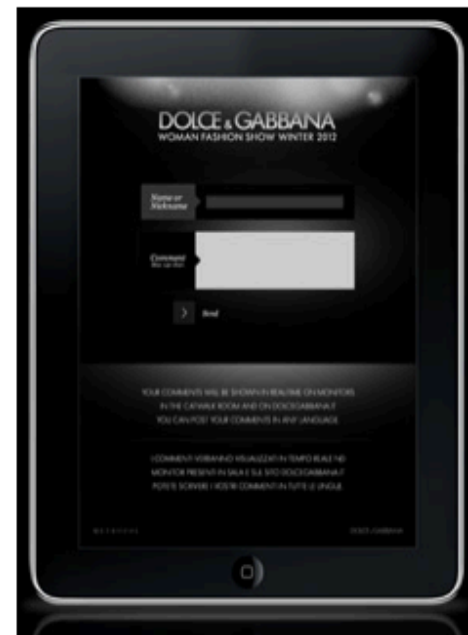 DOLCE & GABBANA
WOMAN FASHION SHOW WINTER 2012
Name or
Nickname
Comment
Send
YOUR COMMENTS WILL BE SHOWN IN REALTIME ON MONITORS
IN THE CATWALK ROOM AND ON DOLCEGABBANA.IT
YOU CAN POST YOUR COMMENTS IN ANY LANGUAGE
I COMMENTI VERRANNO VISUALIZZATI IN TEMPO REALE NEI
MONITOR PRESENTI IN SALA E SUL SITO DOLCEGABBANA.IT
POTETE SCRIVERE I VOSTRI COMMENTI IN TUTTE LE LINGUE
DOLCE & GABBANA